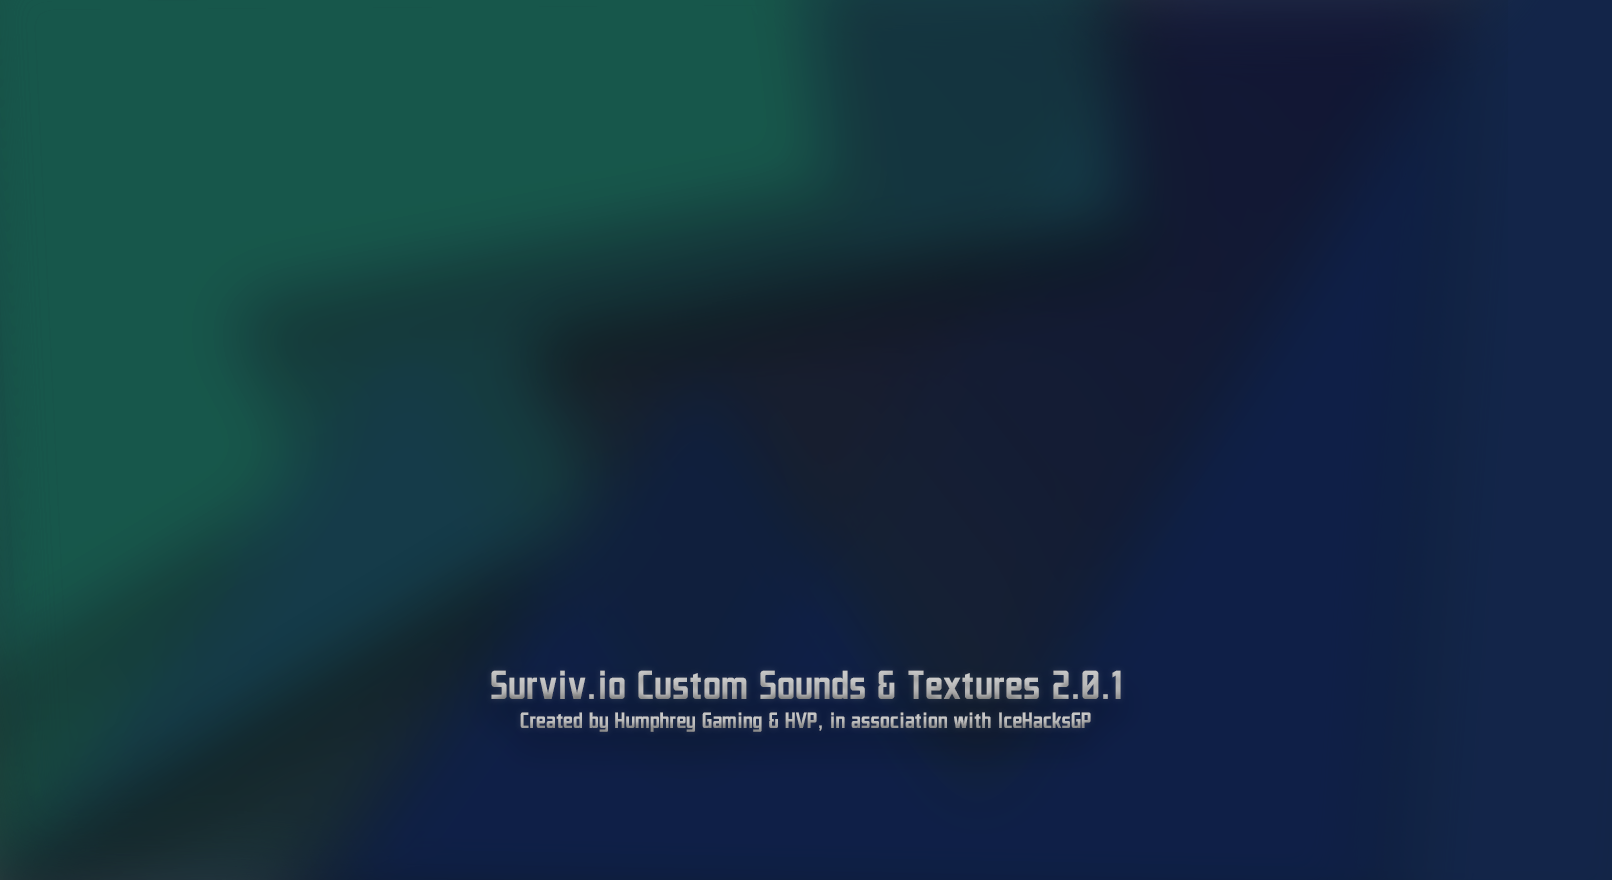 Surviv.io Custom Sounds & Textures 2.0.1
Created by Humphrey Gaming & HVP, in association with IceHacksGP